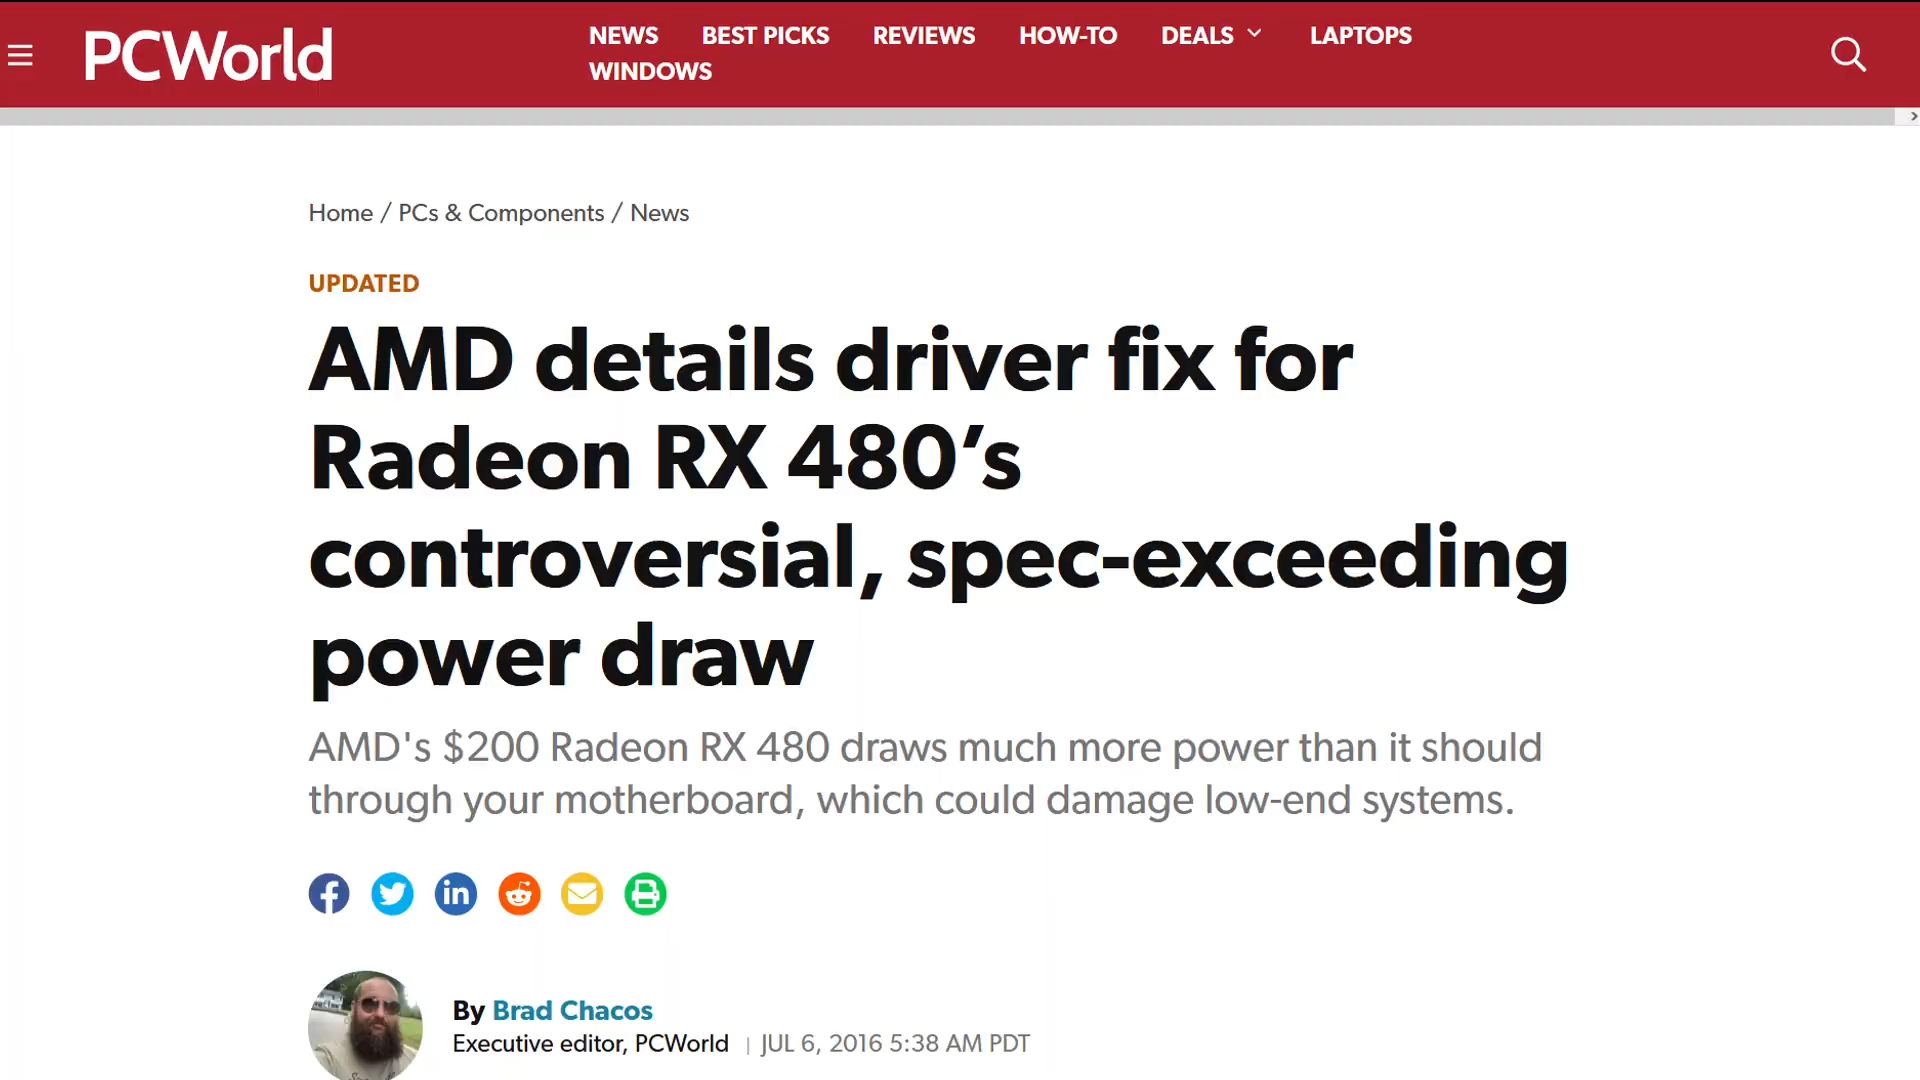 PCWorld
NEWS BEST PICKS REVIEWS HOW-TO DEALS LAPTOPS
WINDOWS
Home / PCs & Components / News
UPDATED
AMD details driver fix for
Radeon RX 480’s
controversial, spec-exceeding
power draw
AMD's $200 Radeon RX 480 draws much more power than it should
through your motherboard, which could damage low-end systems.
By Brad Chacos
Executive editor, PCWorld | JUL 6, 2016 5:38 AM PDT